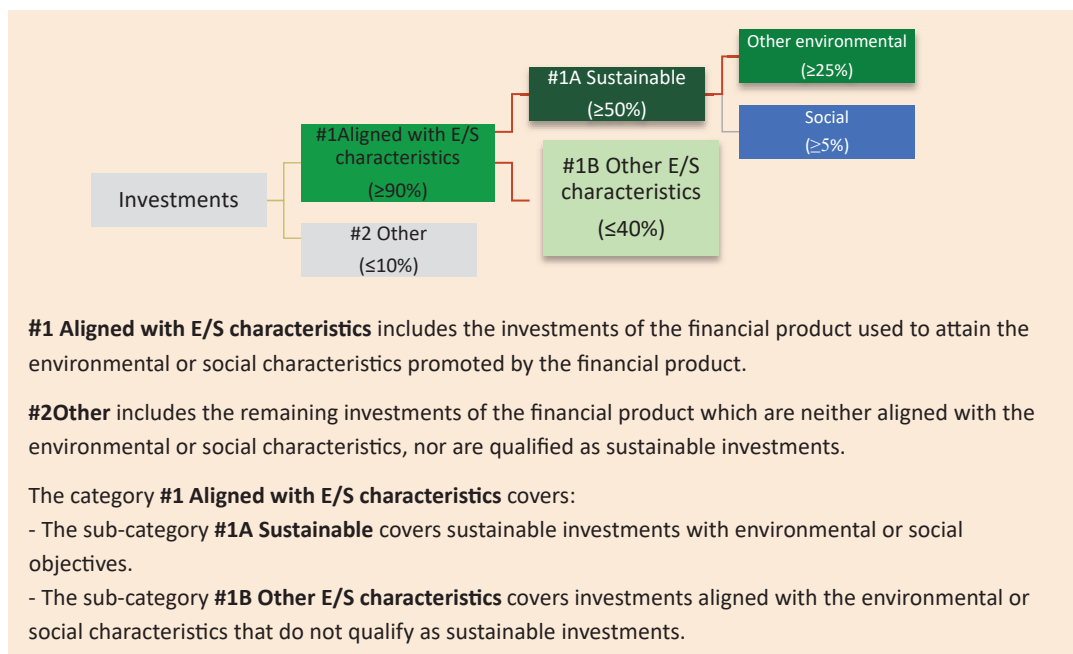 Other environmental
(≥25%)
#1A Sustainable
(≥50%)
Social
(≥5%)
#1Aligned with E/S
characteristics
(≥90%)
#1B Other E/S
characteristics
(≤40%)
Investments
#2 Other
(≤10%)
#1 Aligned with E/S characteristics includes the investments of the financial product used to attain the
environmental or social characteristics promoted by the financial product.
#2Other includes the remaining investments of the financial product which are neither aligned with the
environmental or social characteristics, nor are qualified as sustainable investments.
The category #1 Aligned with E/S characteristics covers:
- The sub-category #1A Sustainable covers sustainable investments with environmental or social
objectives.
- The sub-category #1B Other E/S characteristics covers investments aligned with the environmental or
social characteristics that do not qualify as sustainable investments.